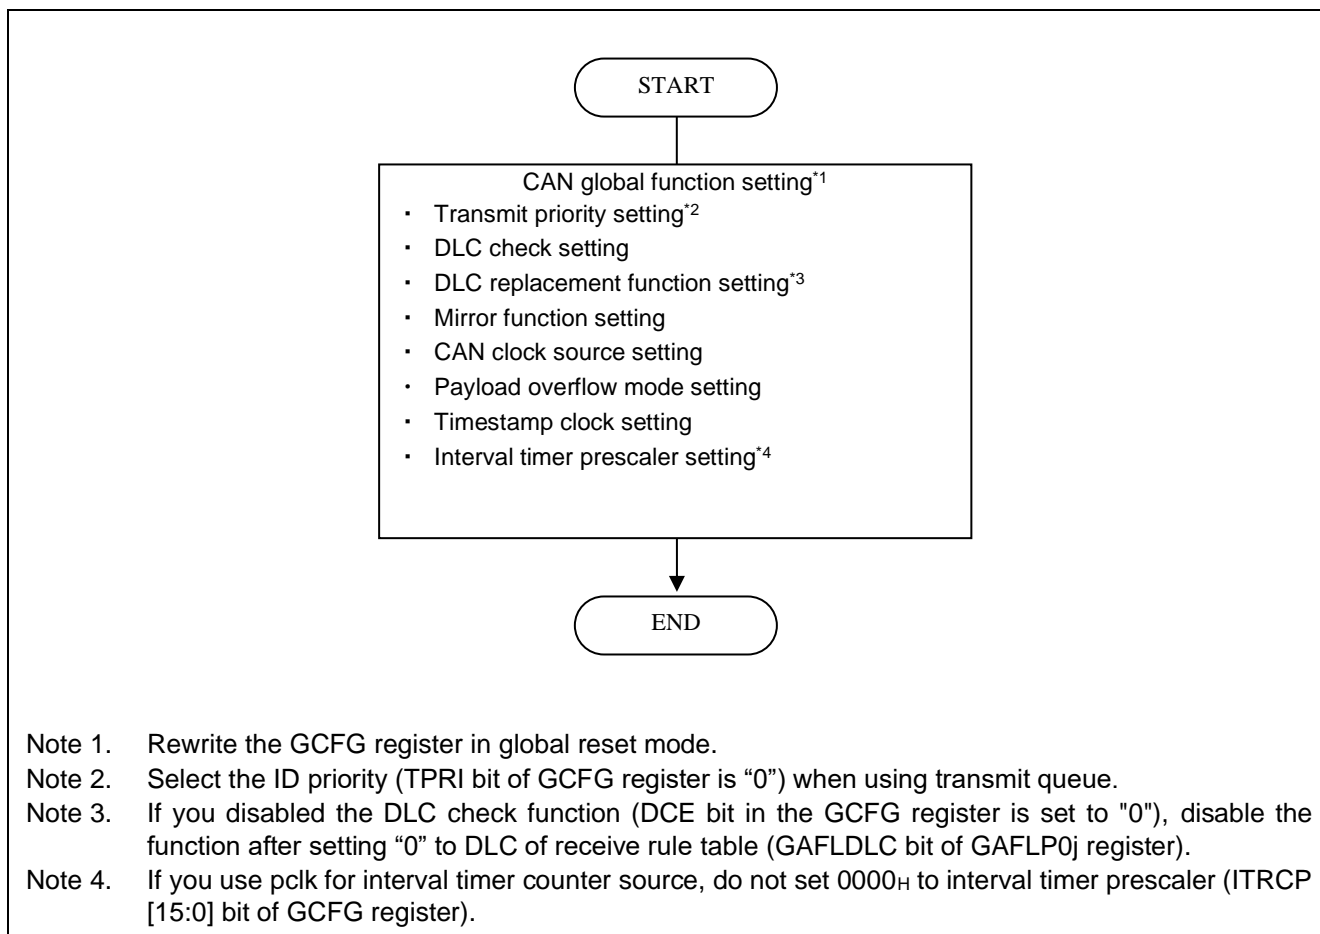 START
CAN global function setting*1
・ Transmit priority setting*2
・ DLC check setting
・ DLC replacement function setting*3
・ Mirror function setting
・ CAN clock source setting
・ Payload overflow mode setting
・ Timestamp clock setting
・ Interval timer prescaler setting*4
END
Note 1. Rewrite the GCFG register in global reset mode.
Note 2. Select the ID priority (TPRI bit of GCFG register is “0”) when using transmit queue.
Note 3. If you disabled the DLC check function (DCE bit in the GCFG register is set to "0"), disable the
function after setting “0” to DLC of receive rule table (GAFLDLC bit of GAFLP0j register).
Note 4. If you use pclk for interval timer counter source, do not set 0000H to interval timer prescaler (ITRCP
[15:0] bit of GCFG register).